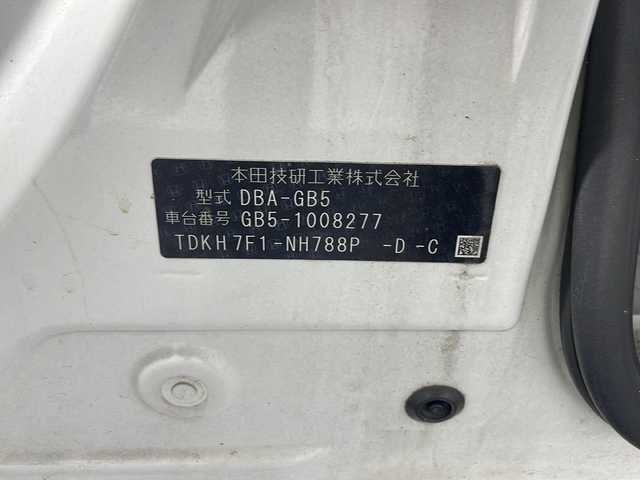 本田技研工業株式会社
型式 DBA-GB5
車台番号 GB5-1008277
TDKH7F1-NH788P -D -C